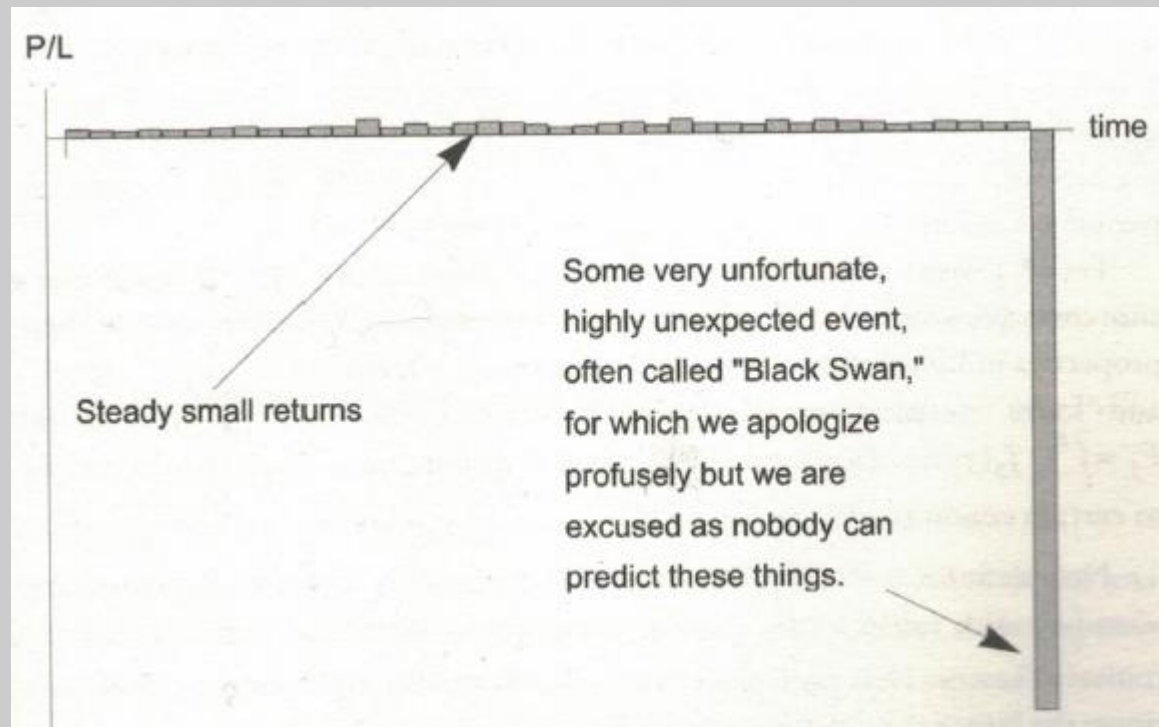 P/L
time
Steady small returns
Some very unfortunate,
highly unexpected event,
often called "Black Swan,"
for which we apologize
profusely but we are
excused as nobody can
predict these things.